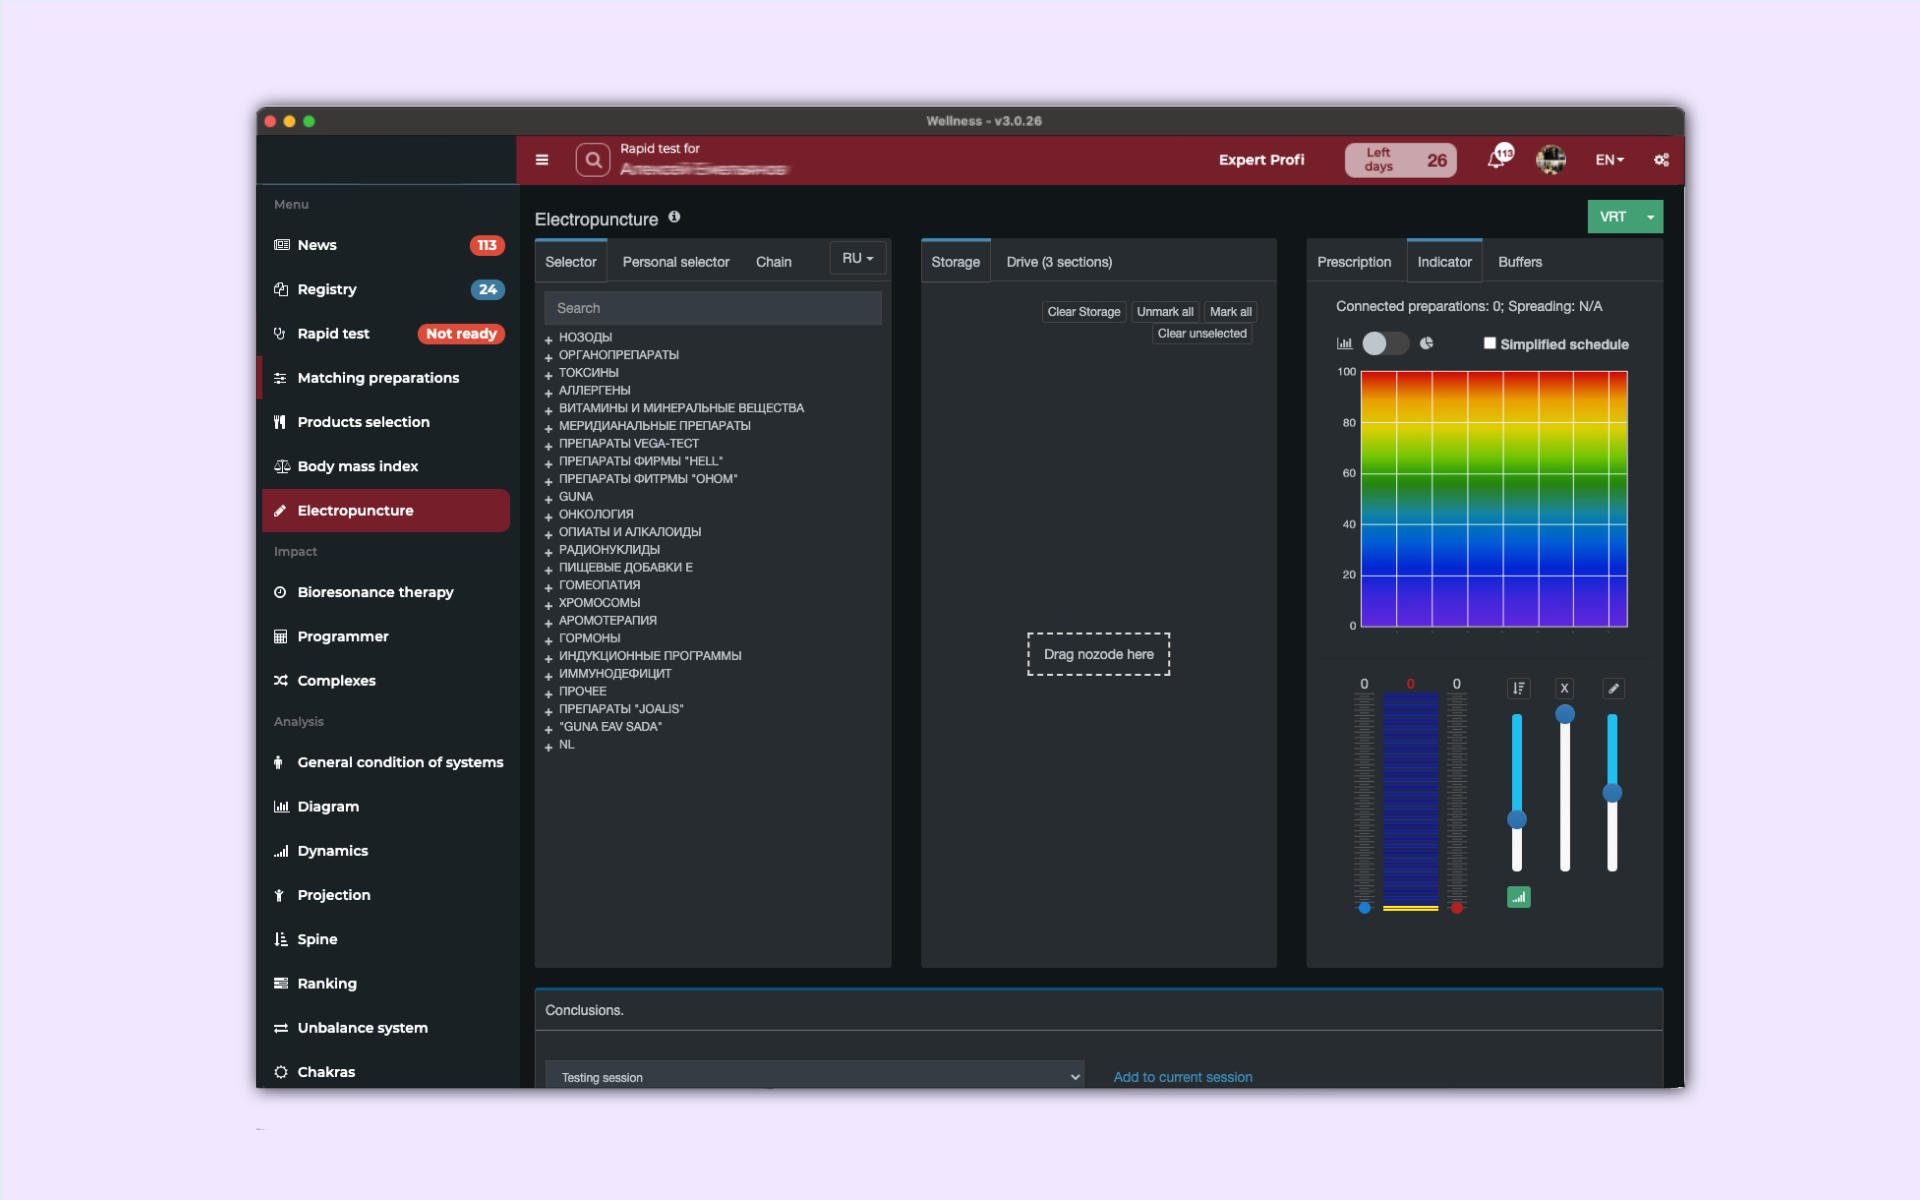 Wellness - v3.0.26
Rapid test for
Expert Profi
Left days 26
113
EN
Menu
News 113
Registry 24
Rapid test Not ready
Matching preparations
Products selection
Body mass index
Electropuncture
Impact
Bioresonance therapy
Programmer
Complexes
Analysis
General condition of systems
Diagram
Dynamics
Projection
Spine
Ranking
Unbalance system
Chakras
Electropuncture
VRT
Selector Personal selector Chain RU
Search
НОЗОДЫ
ОРГАНОПРЕПАРАТЫ
ТОКСИНЫ
АЛЛЕРГЕНЫ
ВИТАМИНЫ И МИНЕРАЛЬНЫЕ ВЕЩЕСТВА
МЕРИДИАНАЛЬНЫЕ ПРЕПАРАТЫ
ПРЕПАРАТЫ VEGA-ТЕСТ
ПРЕПАРАТЫ ФИРМЫ "HELL"
ПРЕПАРАТЫ ФИТРМЫ "ОНОМ"
GUNA
ОНКОЛОГИЯ
ОПИАТЫ И АЛКАЛОИДЫ
РАДИОНУКЛИДЫ
ПИЩЕВЫЕ ДОБАВКИ Е
ГОМЕОПАТИЯ
ХРОМОСОМЫ
АРОМОТЕРАПИЯ
ГОРМОНЫ
ИНДУКЦИОННЫЕ ПРОГРАММЫ
ИММУНОДЕФИЦИТ
ПРОЧЕЕ
ПРЕПАРАТЫ "JOALIS"
"GUNA EAV SADA"
NL
Storage Drive (3 sections)
Clear Storage Unmark all Mark all
Clear unselected
Drag nozode here
Prescription Indicator Buffers
Connected preparations: 0; Spreading: N/A
Simplified schedule
100
80
60
40
20
0
0 0 0
X
Conclusions.
Testing session
Add to current session